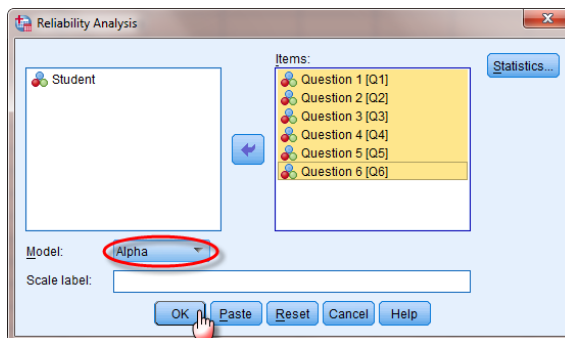 Reliability Analysis
Items:
Student
Question 1 [Q1]
Question 2 [Q2]
Question 3 [Q3]
Question 4 [Q4]
Question 5 [Q5]
Question 6 [Q6]
Statistics...
Model:
Alpha
Scale label:
OK
Paste
Reset
Cancel
Help